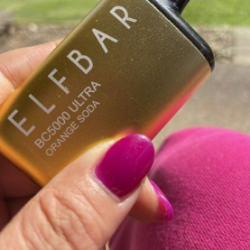 ELFBAR
BC5000 ULTRA
ORANGE SODA